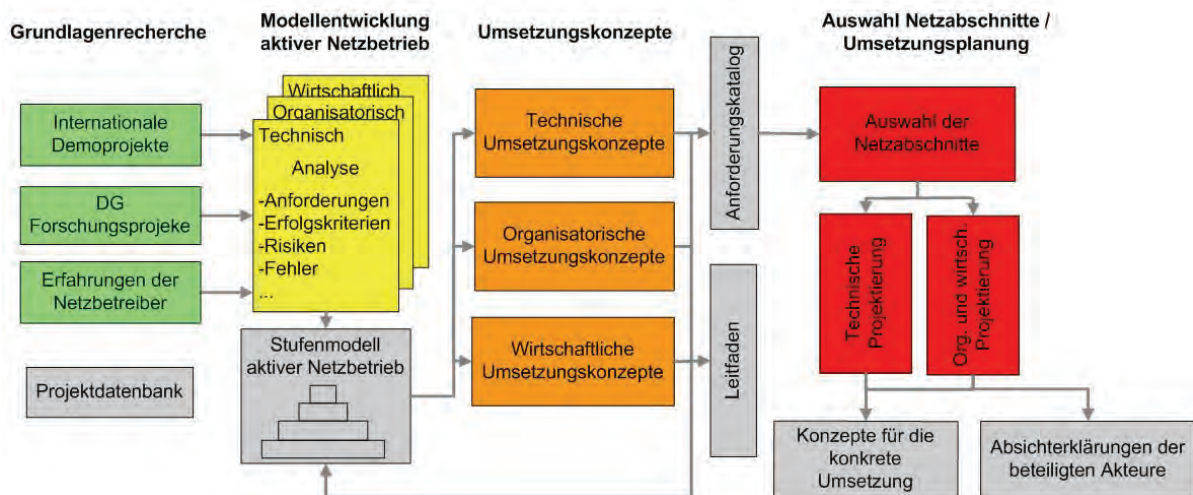 Grundlagenrecherche
Internationale
Demoprojekte
DG
Forschungsprojeke
Erfahrungen der
Netzbetreiber
Projektdatenbank
Modellentwicklung
aktiver Netzbetrieb
Wirtschaftlich
Organisatorisch
Technisch
Analyse
-Anforderungen
-Erfolgskriterien
-Risiken
-Fehler
...
Stufenmodell
aktiver Netzbetrieb
Umsetzungskonzepte
Technische
Umsetzungskonzepte
Organisatorische
Umsetzungskonzepte
Wirtschaftliche
Umsetzungskonzepte
Anforderungskatalog
Leitfaden
Auswahl Netzabschnitte /
Umsetzungsplanung
Auswahl der
Netzabschnitte
Technische
Projektierung
Org. und wirtsch.
Projektierung
Konzepte für die
konkrete
Umsetzung
Absichterklärungen der
beteiligten Akteure